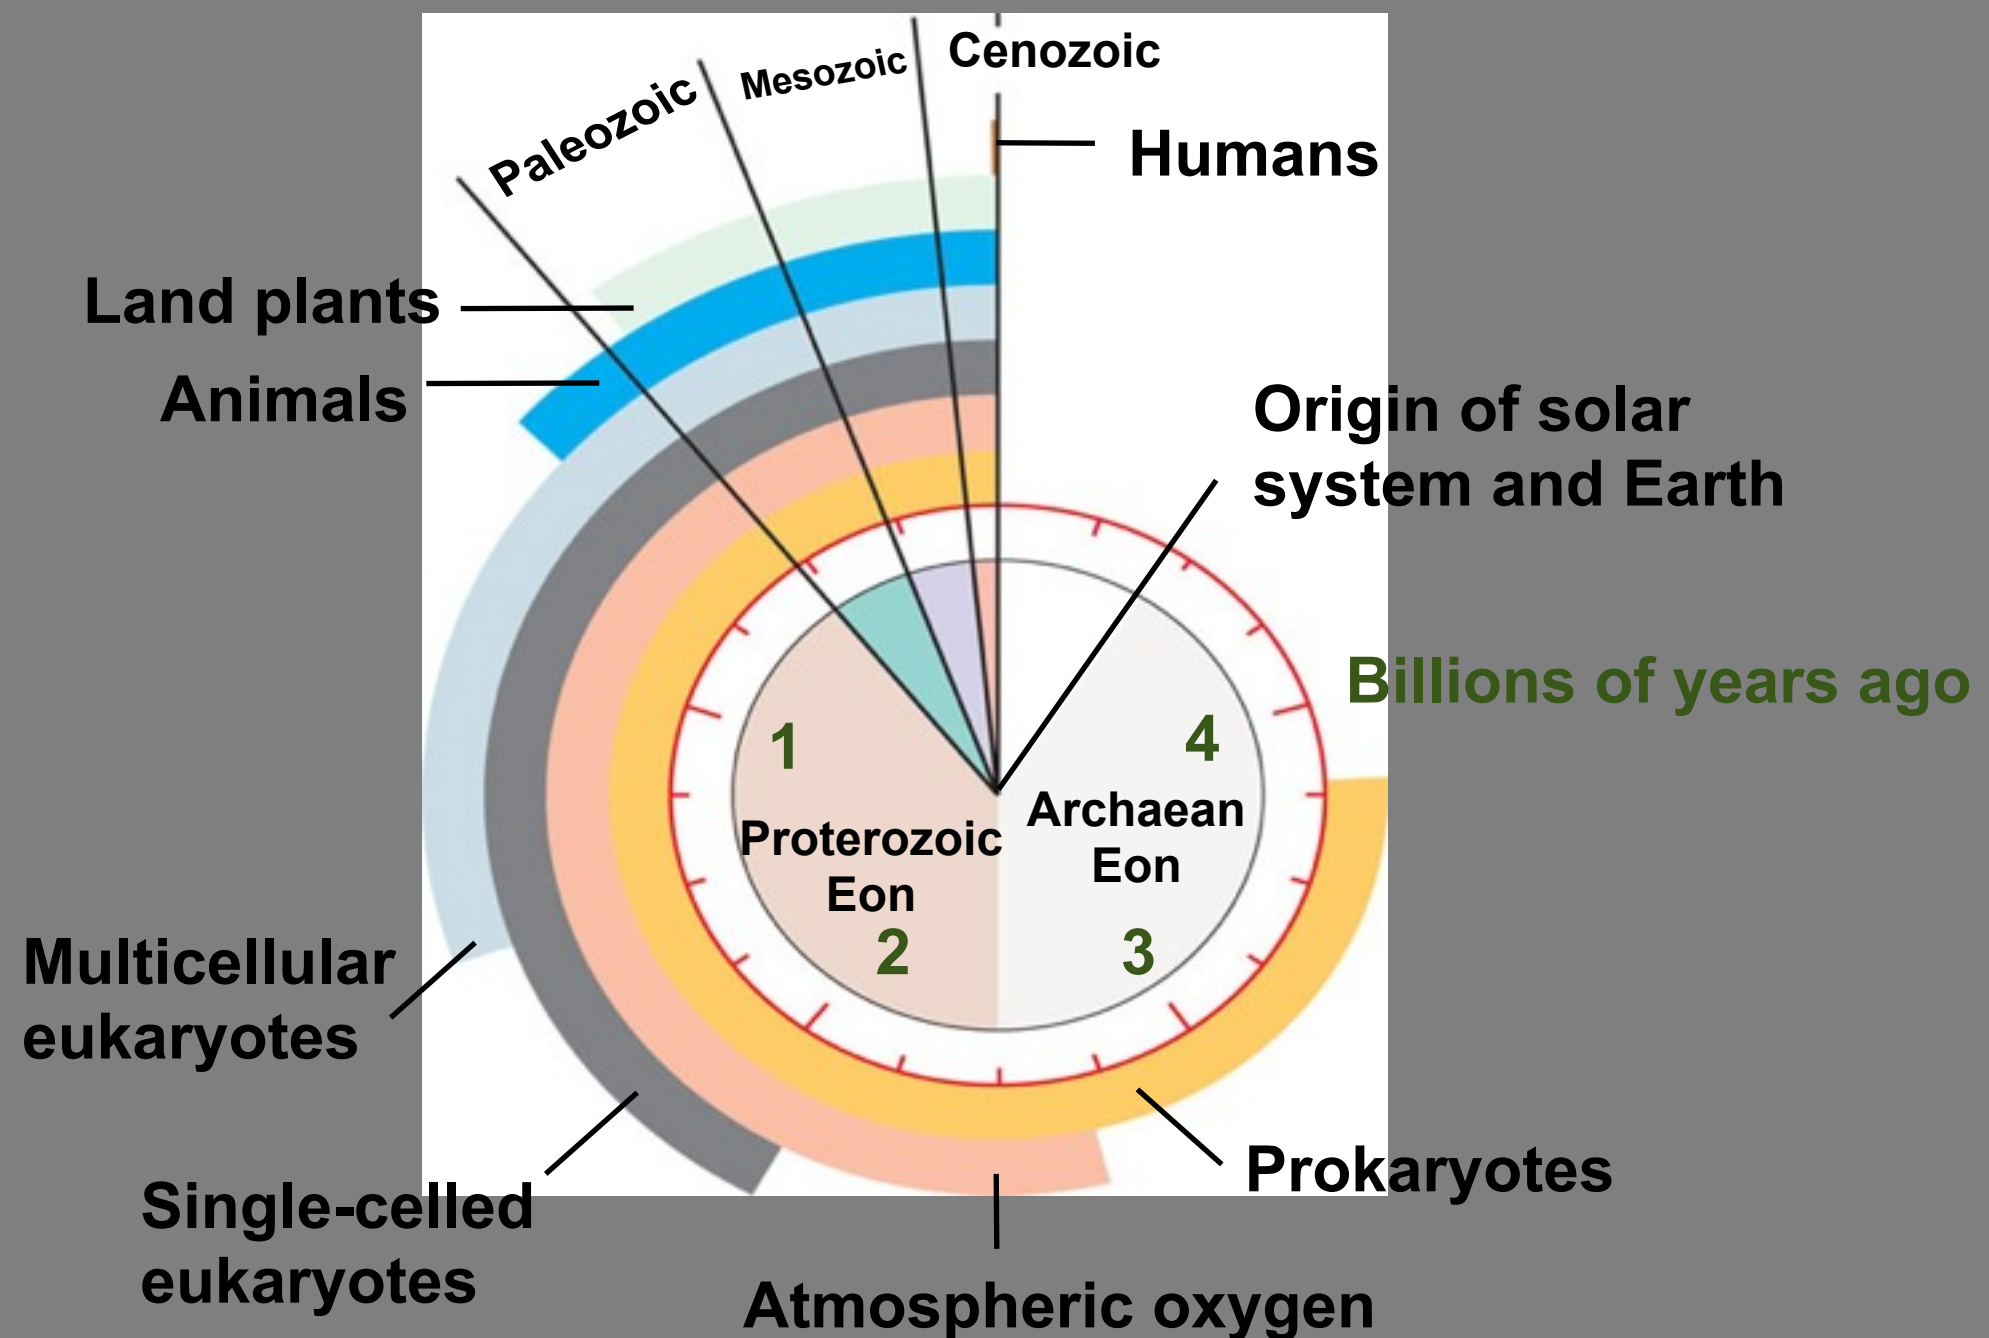 Cenozoic
Mesozoic
Paleozoic
Humans
Land plants
Animals
Origin of solar
system and Earth
Billions of years ago
1
4
Proterozoic
Eon
Archaean
Eon
2
3
Multicellular
eukaryotes
Prokaryotes
Single-celled
eukaryotes
Atmospheric oxygen